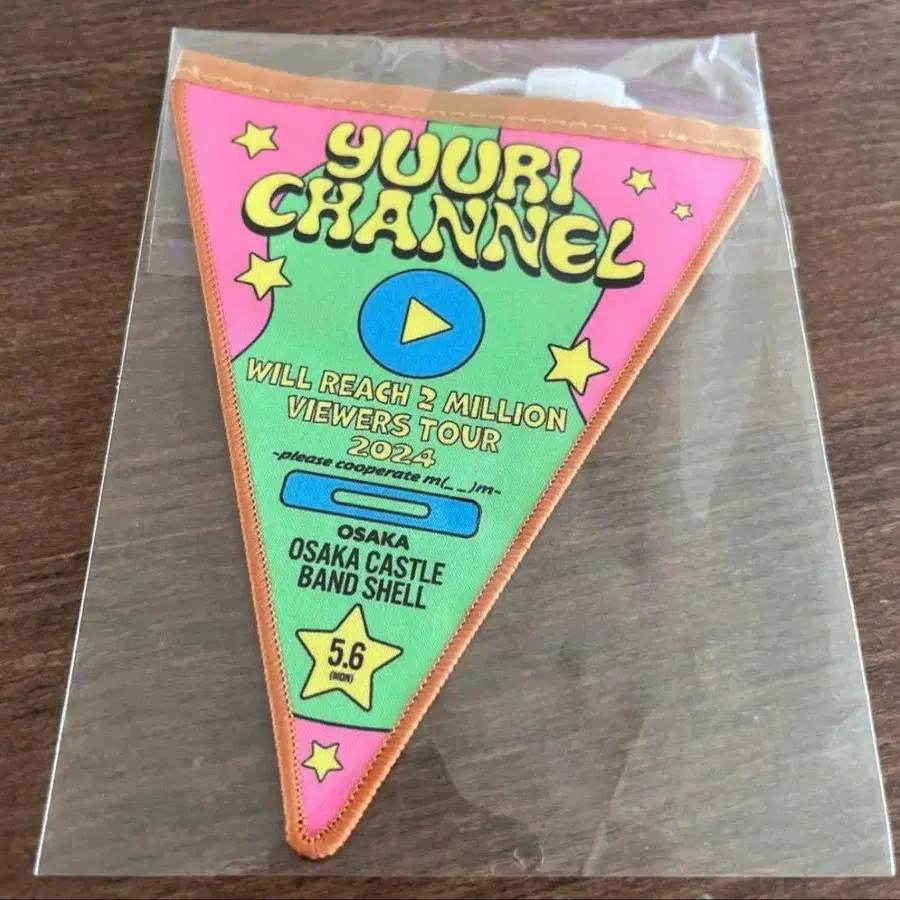 YUURI
CHANNEL
WILL REACH 2 MILLION
VIEWERS TOUR
2024
~please cooperate m(_ _)m~
OSAKA
OSAKA CASTLE
BAND SHELL
5.6
(MON)